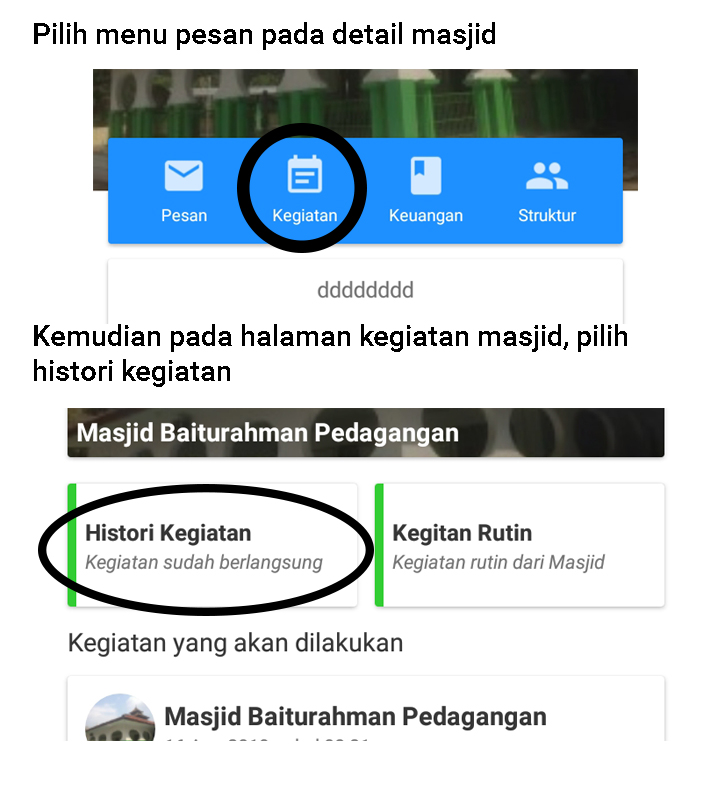 Pilih menu pesan pada detail masjid
Pesan Kegiatan Keuangan Struktur
dddddddd
Kemudian pada halaman kegiatan masjid, pilih
histori kegiatan
Masjid Baiturahman Pedagangan
Histori Kegiatan
Kegiatan sudah berlangsung
Kegitan Rutin
Kegiatan rutin dari Masjid
Kegiatan yang akan dilakukan
Masjid Baiturahman Pedagangan